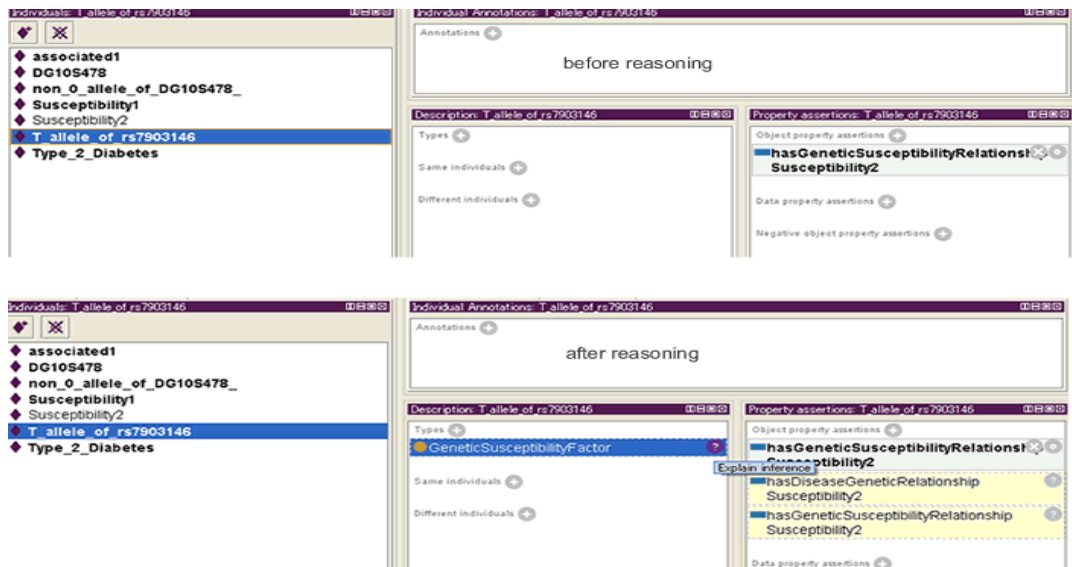 Individuals: T_allele_of_rs7903146
Individual Annotations: T_allele_of_rs7903146
Annotations
before reasoning
associated1
DG10S478
non_0_allele_of_DG10S478_
Susceptibility1
Susceptibility2
T_allele_of_rs7903146
Type_2_Diabetes
Description: T_allele_of_rs7903146
Types
Same individuals
Different individuals
Property assertions: T_allele_of_rs7903146
Object property assertions
hasGeneticSusceptibilityRelationsh
Susceptibility2
Data property assertions
Negative object property assertions
Individuals: T_allele_of_rs7903146
Individual Annotations: T_allele_of_rs7903146
Annotations
after reasoning
associated1
DG10S478
non_0_allele_of_DG10S478_
Susceptibility1
Susceptibility2
T_allele_of_rs7903146
Type_2_Diabetes
Description: T_allele_of_rs7903146
Types
GeneticSusceptibilityFactor
Explain inference
Same individuals
Different individuals
Property assertions: T_allele_of_rs7903146
Object property assertions
hasGeneticSusceptibilityRelationsh
ptibility2
hasDiseaseGeneticRelationship
Susceptibility2
hasGeneticSusceptibilityRelationship
Susceptibility2
Data property assertions